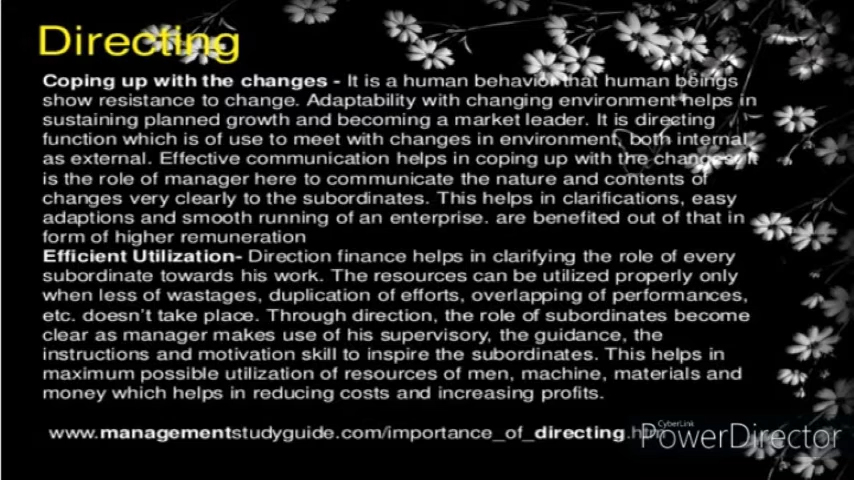 Directing
Coping up with the changes - It is a human behavior that human beings
show resistance to change. Adaptability with changing environment helps in
sustaining planned growth and becoming a market leader. It is directing
function which is of use to meet with changes in environment, both internal
as external. Effective communication helps in coping up with the changes. It
is the role of manager here to communicate the nature and contents of
changes very clearly to the subordinates. This helps in clarifications, easy
adaptions and smooth running of an enterprise. are benefited out of that in
form of higher remuneration
Efficient Utilization- Direction finance helps in clarifying the role of every
subordinate towards his work. The resources can be utilized properly only
when less of wastages, duplication of efforts, overlapping of performances,
etc. doesn't take place. Through direction, the role of subordinates become
clear as manager makes use of his supervisory, the guidance, the
instructions and motivation skill to inspire the subordinates. This helps in
maximum possible utilization of resources of men, machine, materials and
money which helps in reducing costs and increasing profits.
www.managementstudyguide.com/importance_of_directing.htm
CyberLink
PowerDirector